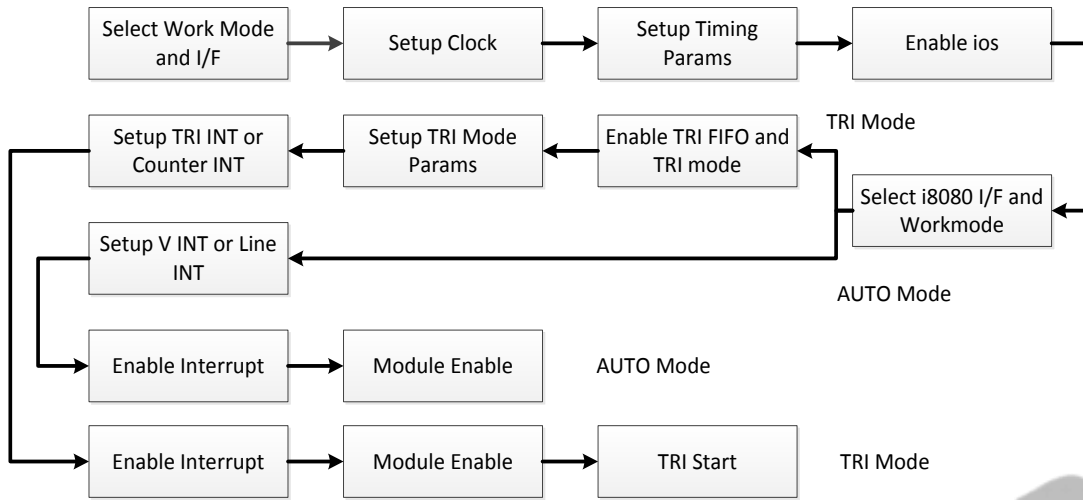 Select Work Mode
and I/F
Setup Clock
Setup Timing
Params
Enable ios
TRI Mode
Setup TRI INT or
Counter INT
Setup TRI Mode
Params
Enable TRI FIFO and
TRI mode
Select i8080 I/F and
Workmode
Setup V INT or Line
INT
AUTO Mode
Enable Interrupt
Module Enable
AUTO Mode
Enable Interrupt
Module Enable
TRI Start
TRI Mode